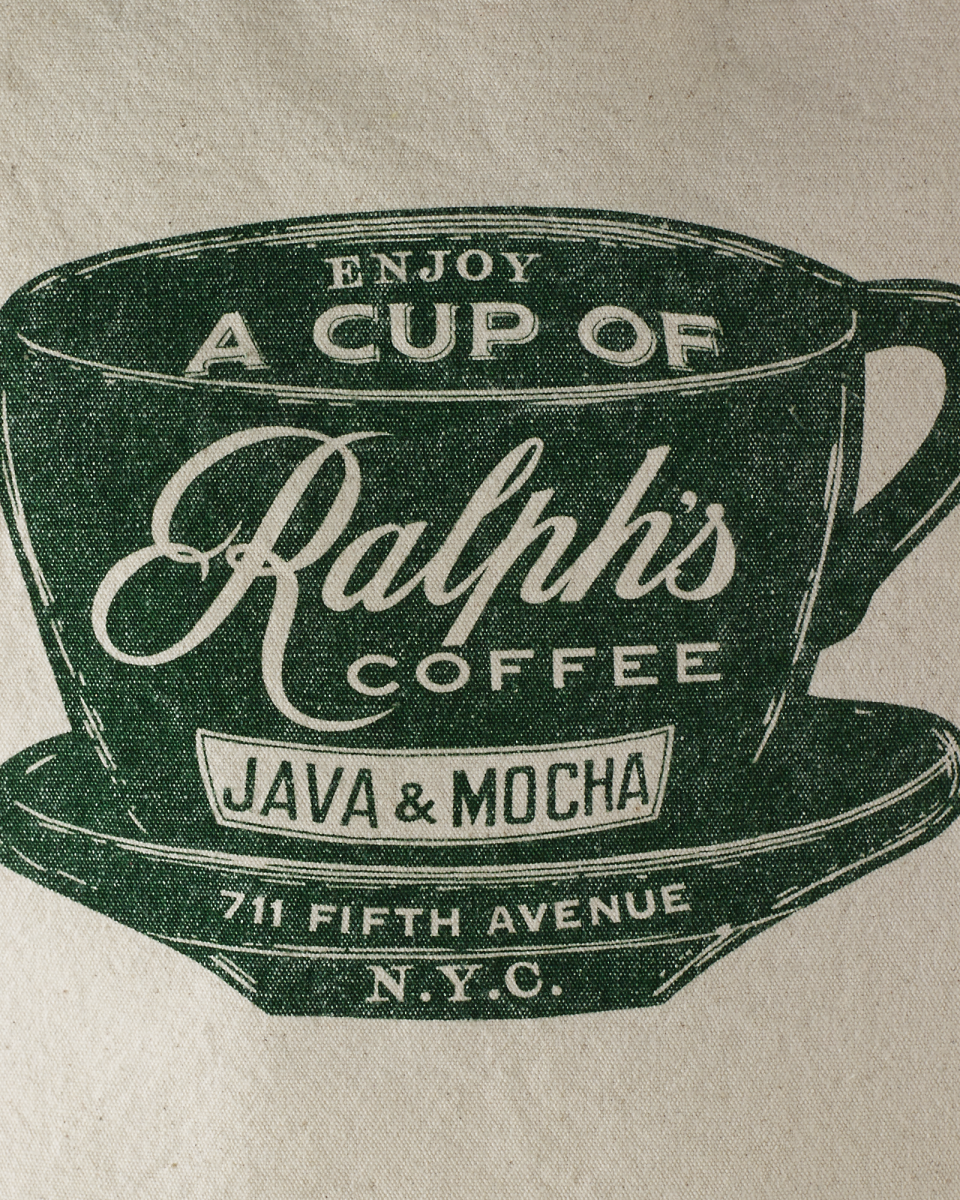 ENJOY
A CUP OF
Ralph's
COFFEE
JAVA & MOCHA
711 FIFTH AVENUE
N.Y.C.